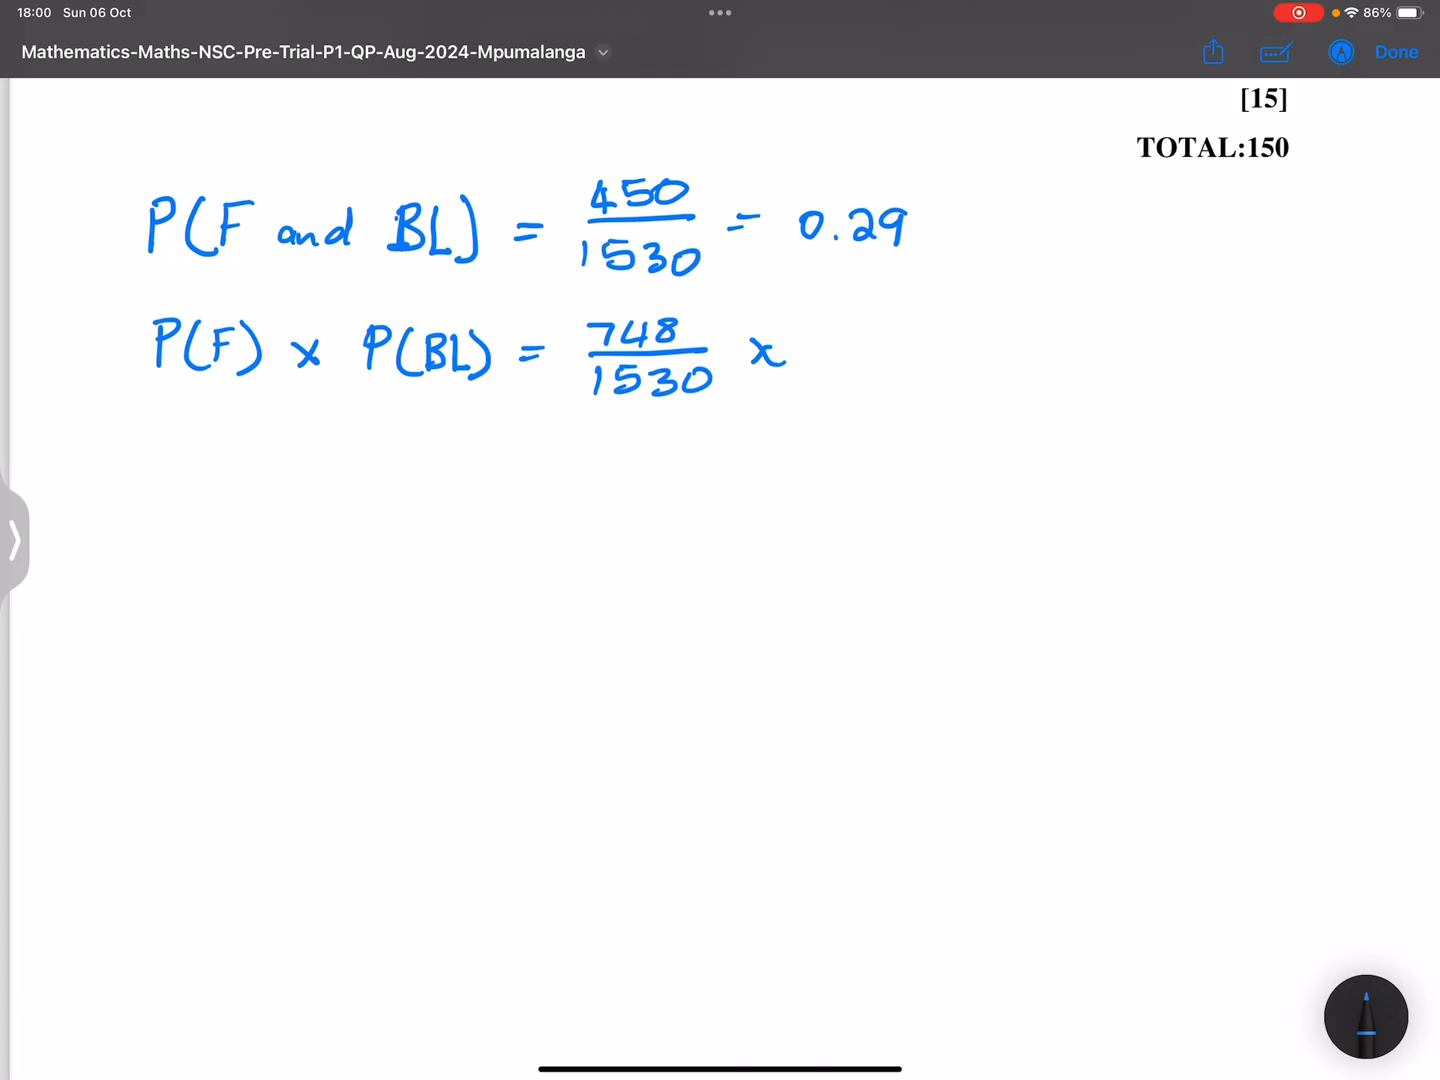 18:00 Sun 06 Oct 86%
Mathematics-Maths-NSC-Pre-Trial-P1-QP-Aug-2024-Mpumalanga Done
[15]
TOTAL:150
P(F and BL) = 450/1530 = 0.29
P(F) × P(BL) = 748/1530 ×